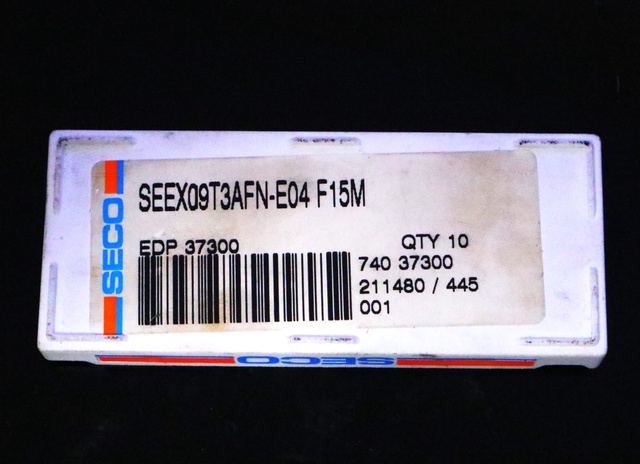 SECO
SEEX09T3AFN-E04 F15M
EDP 37300
QTY 10
740 37300
211480 / 445
001
SECO